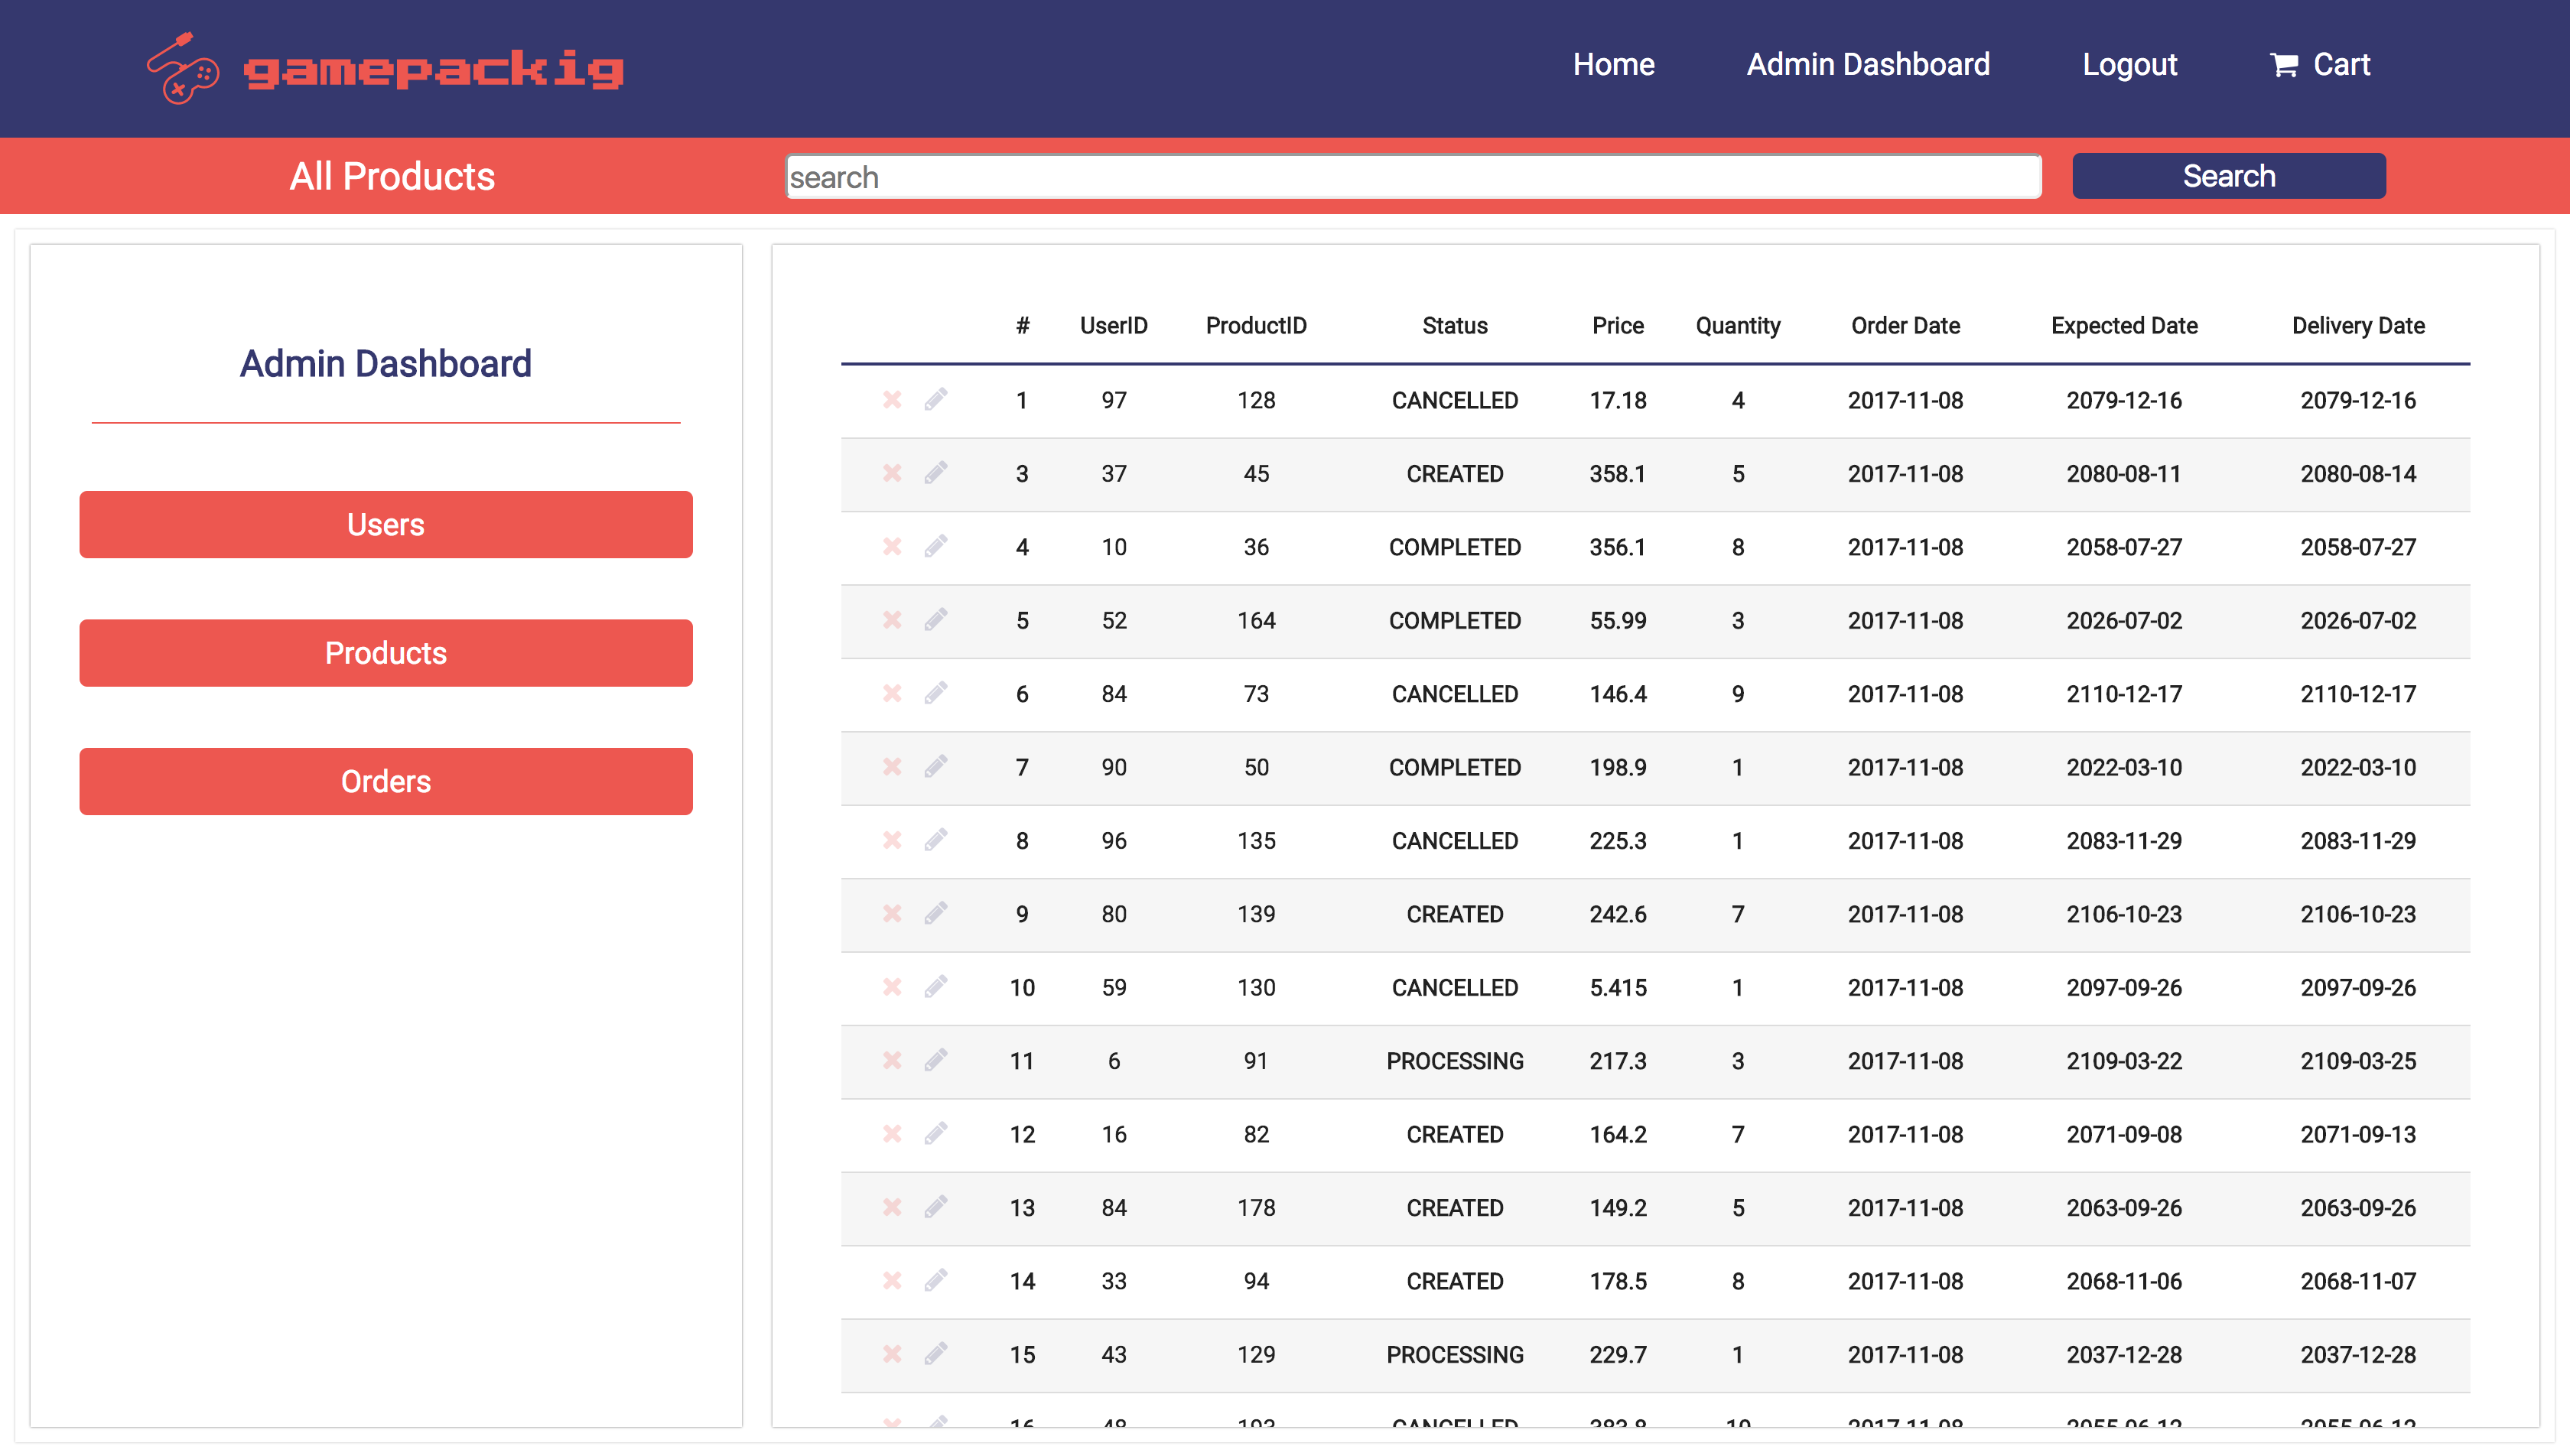 gamepackig
Home Admin Dashboard Logout Cart
All Products search Search
Admin Dashboard
Users
Products
Orders
# UserID ProductID Status Price Quantity Order Date Expected Date Delivery Date
1 97 128 CANCELLED 17.18 4 2017-11-08 2079-12-16 2079-12-16
3 37 45 CREATED 358.1 5 2017-11-08 2080-08-11 2080-08-14
4 10 36 COMPLETED 356.1 8 2017-11-08 2058-07-27 2058-07-27
5 52 164 COMPLETED 55.99 3 2017-11-08 2026-07-02 2026-07-02
6 84 73 CANCELLED 146.4 9 2017-11-08 2110-12-17 2110-12-17
7 90 50 COMPLETED 198.9 1 2017-11-08 2022-03-10 2022-03-10
8 96 135 CANCELLED 225.3 1 2017-11-08 2083-11-29 2083-11-29
9 80 139 CREATED 242.6 7 2017-11-08 2106-10-23 2106-10-23
10 59 130 CANCELLED 5.415 1 2017-11-08 2097-09-26 2097-09-26
11 6 91 PROCESSING 217.3 3 2017-11-08 2109-03-22 2109-03-25
12 16 82 CREATED 164.2 7 2017-11-08 2071-09-08 2071-09-13
13 84 178 CREATED 149.2 5 2017-11-08 2063-09-26 2063-09-26
14 33 94 CREATED 178.5 8 2017-11-08 2068-11-06 2068-11-07
15 43 129 PROCESSING 229.7 1 2017-11-08 2037-12-28 2037-12-28
CANCELLED 2017-11-08